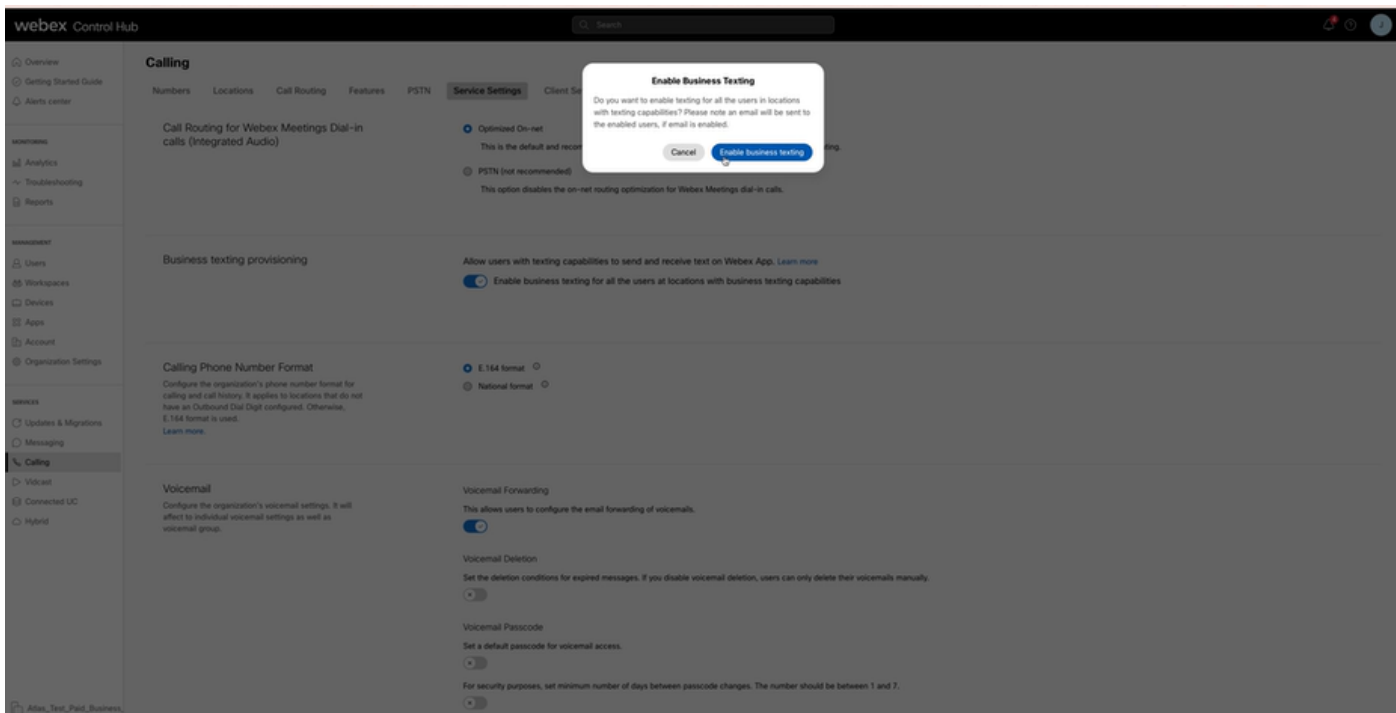 webex Control Hub
Search
J
Overview
Getting Started Guide
Alerts center
MONITORING
Analytics
Troubleshooting
Reports
MANAGEMENT
Users
Workspaces
Devices
Apps
Account
Organization Settings
SERVICES
Updates & Migrations
Messaging
Calling
Vidcast
Connected UC
Hybrid
Atlas_Test_Paid_Business_
Calling
Numbers Locations Call Routing Features PSTN Service Settings Client Se
Enable Business Texting
Do you want to enable texting for all the users in locations
with texting capabilities? Please note an email will be sent to
the enabled users, if email is enabled.
Cancel Enable business texting
Call Routing for Webex Meetings Dial-in
calls (Integrated Audio)
Optimized On-net
This is the default and recom
PSTN (not recommended)
This option disables the on-net routing optimization for Webex Meetings dial-in calls.
Business texting provisioning
Allow users with texting capabilities to send and receive text on Webex App. Learn more
Enable business texting for all the users at locations with business texting capabilities
Calling Phone Number Format
Configure the organization's phone number format for
calling and call history. It applies to locations that do not
have an Outbound Dial Digit configured. Otherwise,
E.164 format is used.
Learn more.
E.164 format
National format
Voicemail
Configure the organization's voicemail settings. It will
affect to individual voicemail settings as well as
voicemail group.
Voicemail Forwarding
This allows users to configure the email forwarding of voicemails.
Voicemail Deletion
Set the deletion conditions for expired messages. If you disable voicemail deletion, users can only delete their voicemails manually.
Voicemail Passcode
Set a default passcode for voicemail access.
For security purposes, set minimum number of days between passcode changes. The number should be between 1 and 7.